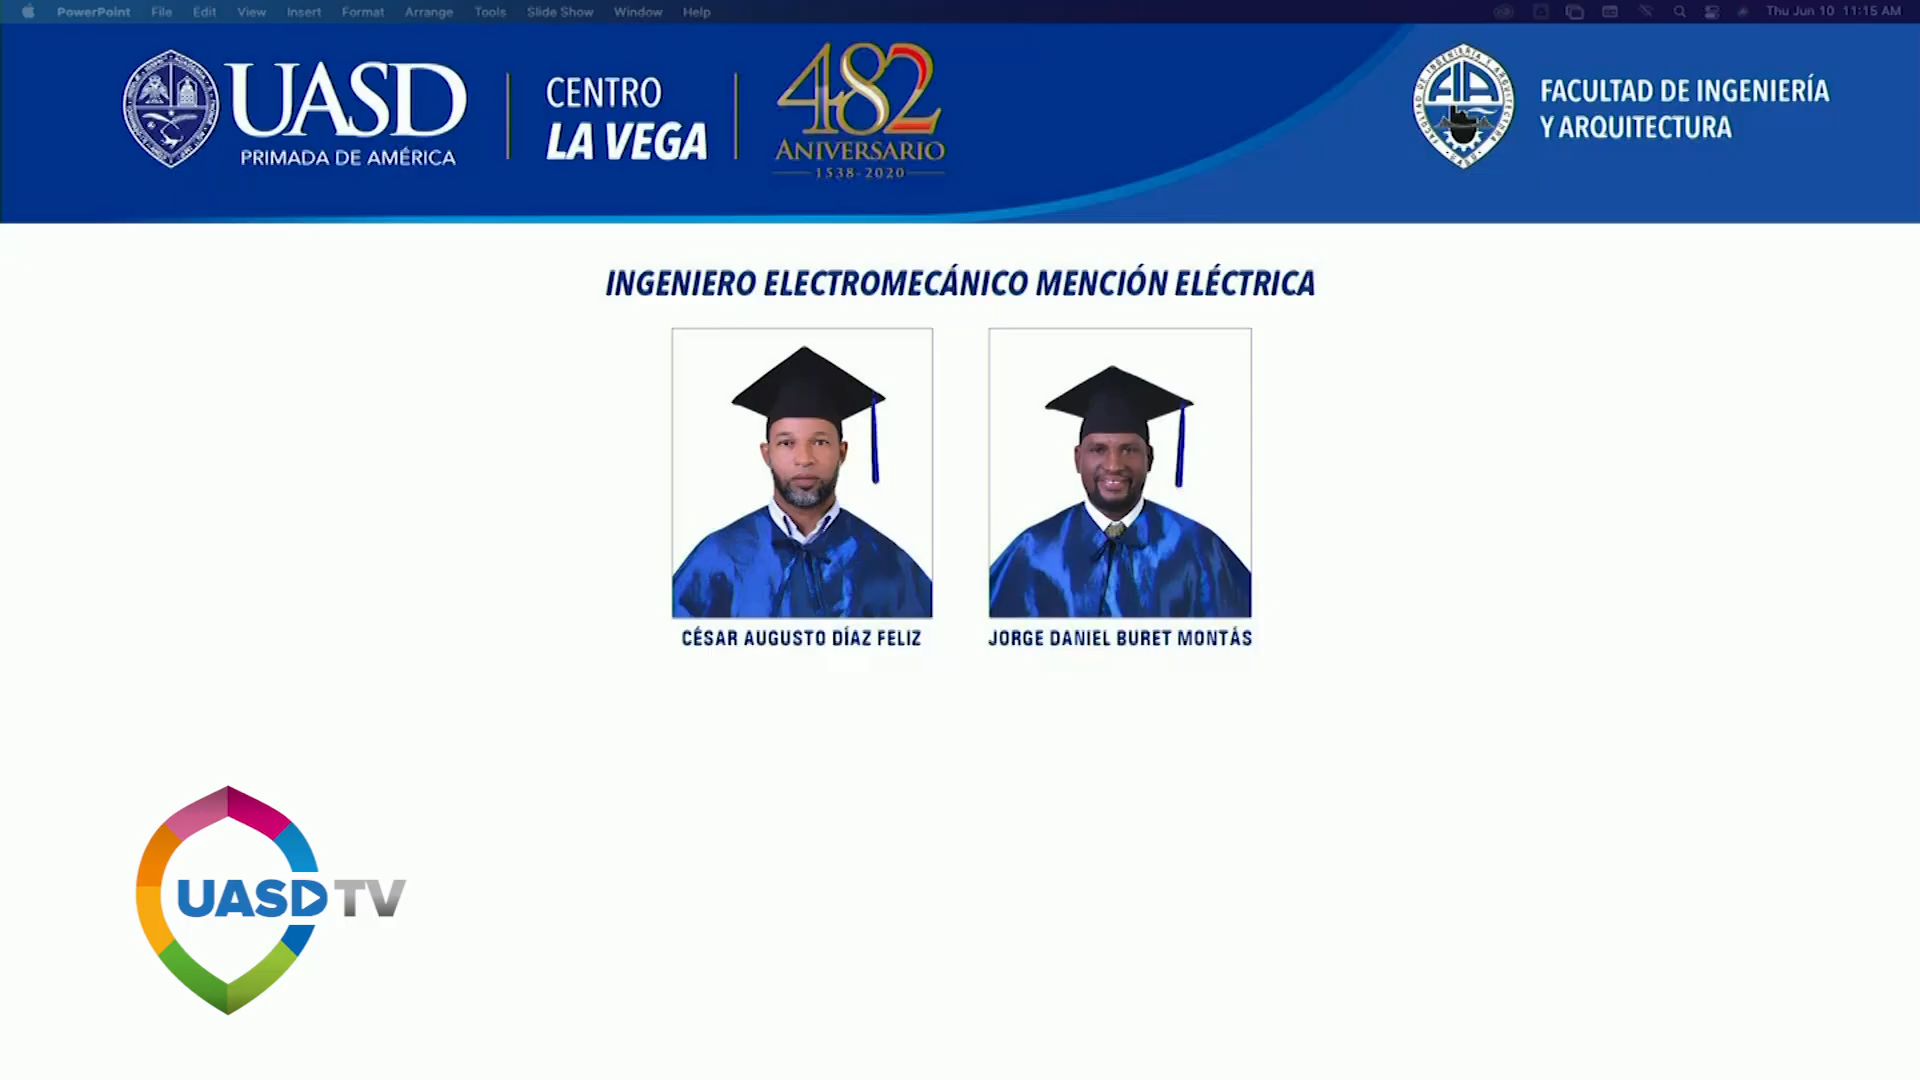 PowerPoint File Edit View Insert Format Arrange Tools Slide Show Window Help Thu Jun 10 11:15 AM
UASD
PRIMADA DE AMÉRICA
CENTRO
LA VEGA
482
ANIVERSARIO
1538-2020
FACULTAD DE INGENIERÍA
Y ARQUITECTURA
INGENIERO ELECTROMECÁNICO MENCIÓN ELÉCTRICA
CÉSAR AUGUSTO DÍAZ FELIZ
JORGE DANIEL BURET MONTÁS
UASD TV